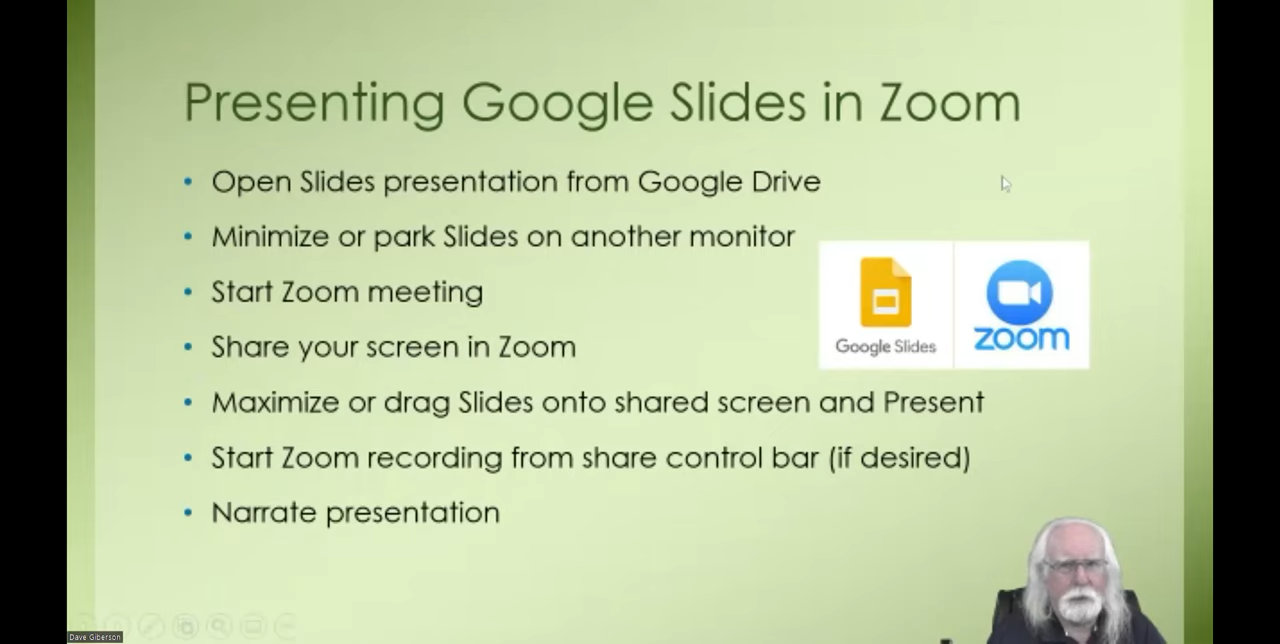 Presenting Google Slides in Zoom
• Open Slides presentation from Google Drive
• Minimize or park Slides on another monitor
• Start Zoom meeting
• Share your screen in Zoom
• Maximize or drag Slides onto shared screen and Present
• Start Zoom recording from share control bar (if desired)
• Narrate presentation
Google Slides
zoom
Dave Giberson